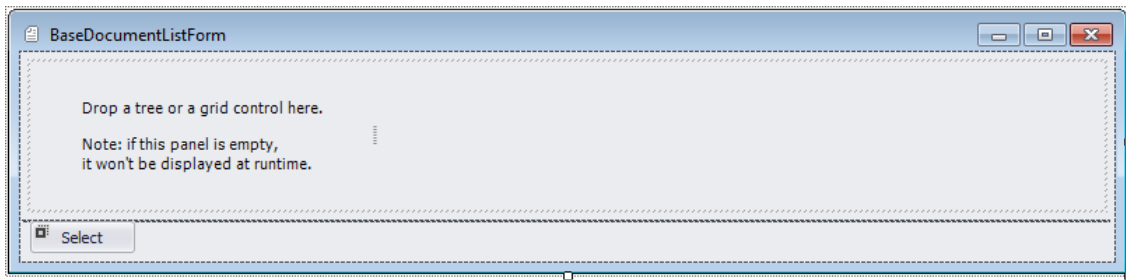 BaseDocumentListForm
Drop a tree or a grid control here.
Note: if this panel is empty,
it won't be displayed at runtime.
Select